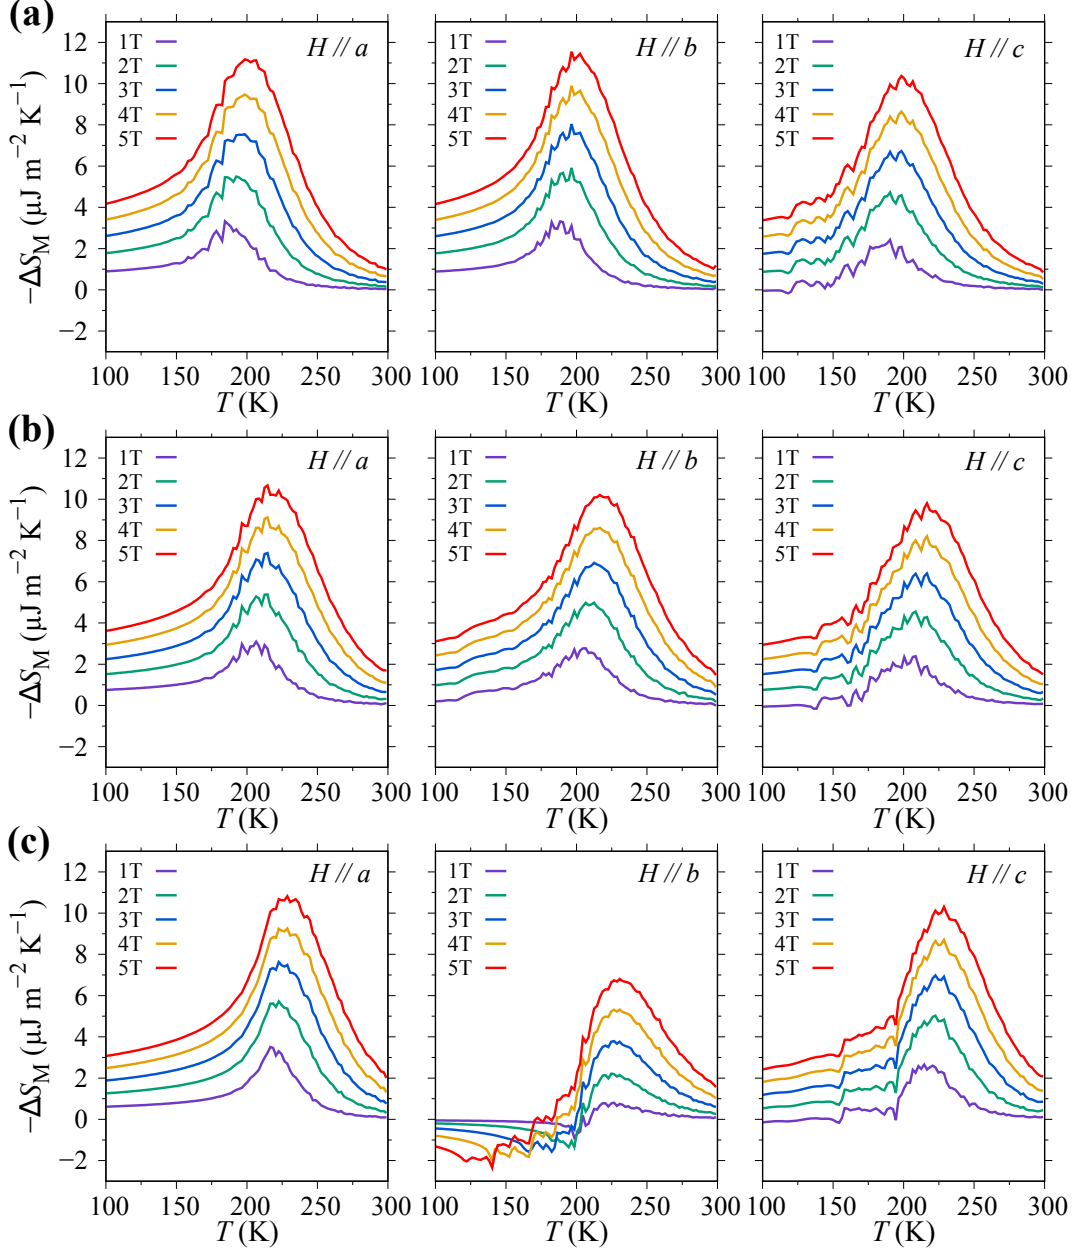 (a)
H // a
H // b
H // c
1T
2T
3T
4T
5T
1T
2T
3T
4T
5T
1T
2T
3T
4T
5T
−ΔS_M (μJ m⁻² K⁻¹)
12
10
8
6
4
2
0
−2
100 150 200 250 300
100 150 200 250 300
100 150 200 250 300
T (K)
T (K)
T (K)
(b)
H // a
H // b
H // c
1T
2T
3T
4T
5T
1T
2T
3T
4T
5T
1T
2T
3T
4T
5T
−ΔS_M (μJ m⁻² K⁻¹)
12
10
8
6
4
2
0
−2
100 150 200 250 300
100 150 200 250 300
100 150 200 250 300
T (K)
T (K)
T (K)
(c)
H // a
H // b
H // c
1T
2T
3T
4T
5T
1T
2T
3T
4T
5T
1T
2T
3T
4T
5T
−ΔS_M (μJ m⁻² K⁻¹)
12
10
8
6
4
2
0
−2
100 150 200 250 300
100 150 200 250 300
100 150 200 250 300
T (K)
T (K)
T (K)